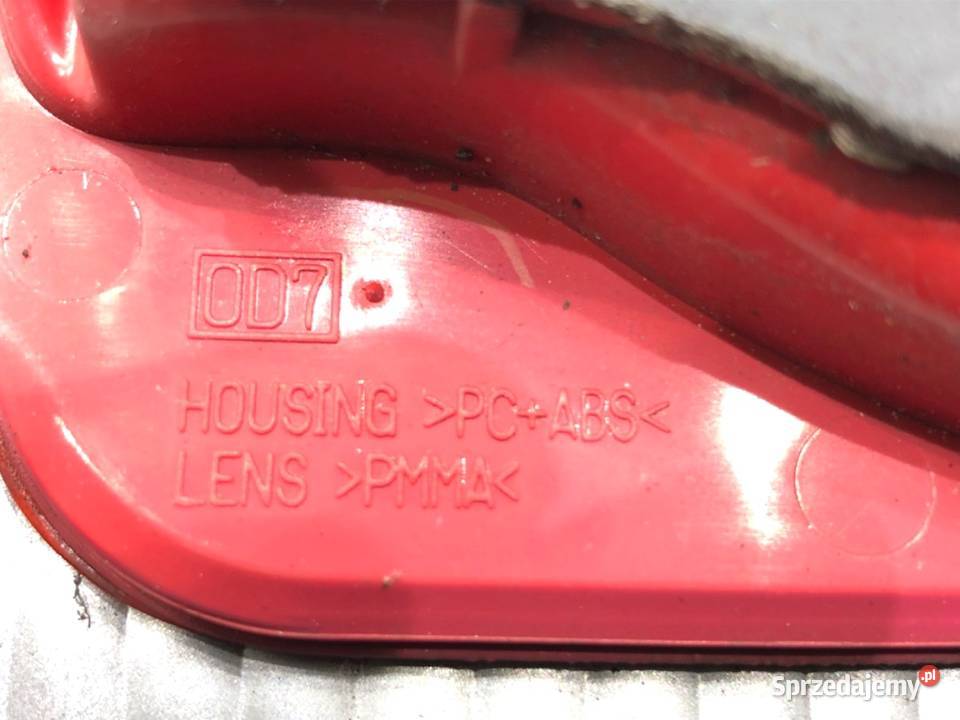 OD7
HOUSING >PC+ABS<
LENS >PMMA<
Sprzedajemy.pl